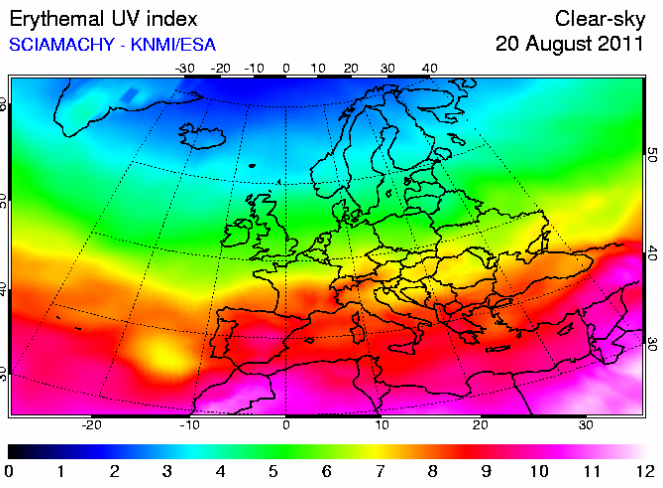 Erythemal UV index
Clear-sky
SCIAMACHY - KNMI/ESA
20 August 2011
-30 -20 -10 0 10 20 30 40
60
50
50
40
40
30
30
-20 -10 0 10 20 30
0 1 2 3 4 5 6 7 8 9 10 11 12